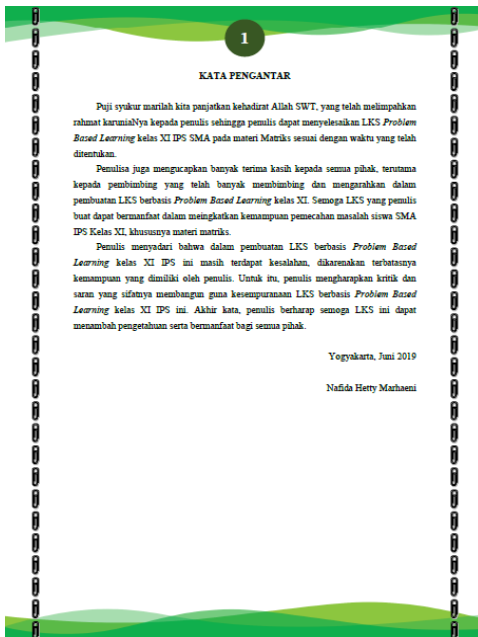 1
KATA PENGANTAR
Puji syukur marilah kita panjatkan kehadirat Allah SWT, yang telah melimpahkan
rahmat karuniaNya kepada penulis sehingga penulis dapat menyelesaikan LKS Problem
Based Learning kelas XI IPS SMA pada materi Matriks sesuai dengan waktu yang telah
ditentukan.
Penulisa juga mengucapkan banyak terima kasih kepada semua pihak, terutama
kepada pembimbing yang telah banyak membimbing dan mengarahkan dalam
pembuatan LKS berbasis Problem Based Learning kelas XI. Semoga LKS yang penulis
buat dapat bermanfaat dalam meingkatkan kemampuan pemecahan masalah siswa SMA
IPS Kelas XI, khususnya materi matriks.
Penulis menyadari bahwa dalam pembuatan LKS berbasis Problem Based
Learning kelas XI IPS ini masih terdapat kesalahan, dikarenakan terbatasnya
kemampuan yang dimiliki oleh penulis. Untuk itu, penulis mengharapkan kritik dan
saran yang sifatnya membangun guna kesempuranaan LKS berbasis Problem Based
Learning kelas XI IPS ini. Akhir kata, penulis berharap semoga LKS ini dapat
menambah pengetahuan serta bermanfaat bagi semua pihak.
Yogyakarta, Juni 2019
Nafida Hetty Marhaeni